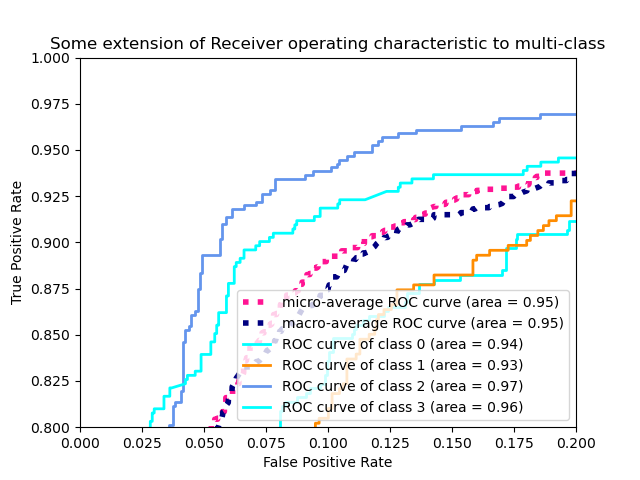 Some extension of Receiver operating characteristic to multi-class
1.000
0.975
0.950
0.925
0.900
0.875
0.850
0.825
0.800
True Positive Rate
micro-average ROC curve (area = 0.95)
macro-average ROC curve (area = 0.95)
ROC curve of class 0 (area = 0.94)
ROC curve of class 1 (area = 0.93)
ROC curve of class 2 (area = 0.97)
ROC curve of class 3 (area = 0.96)
0.000 0.025 0.050 0.075 0.100 0.125 0.150 0.175 0.200
False Positive Rate